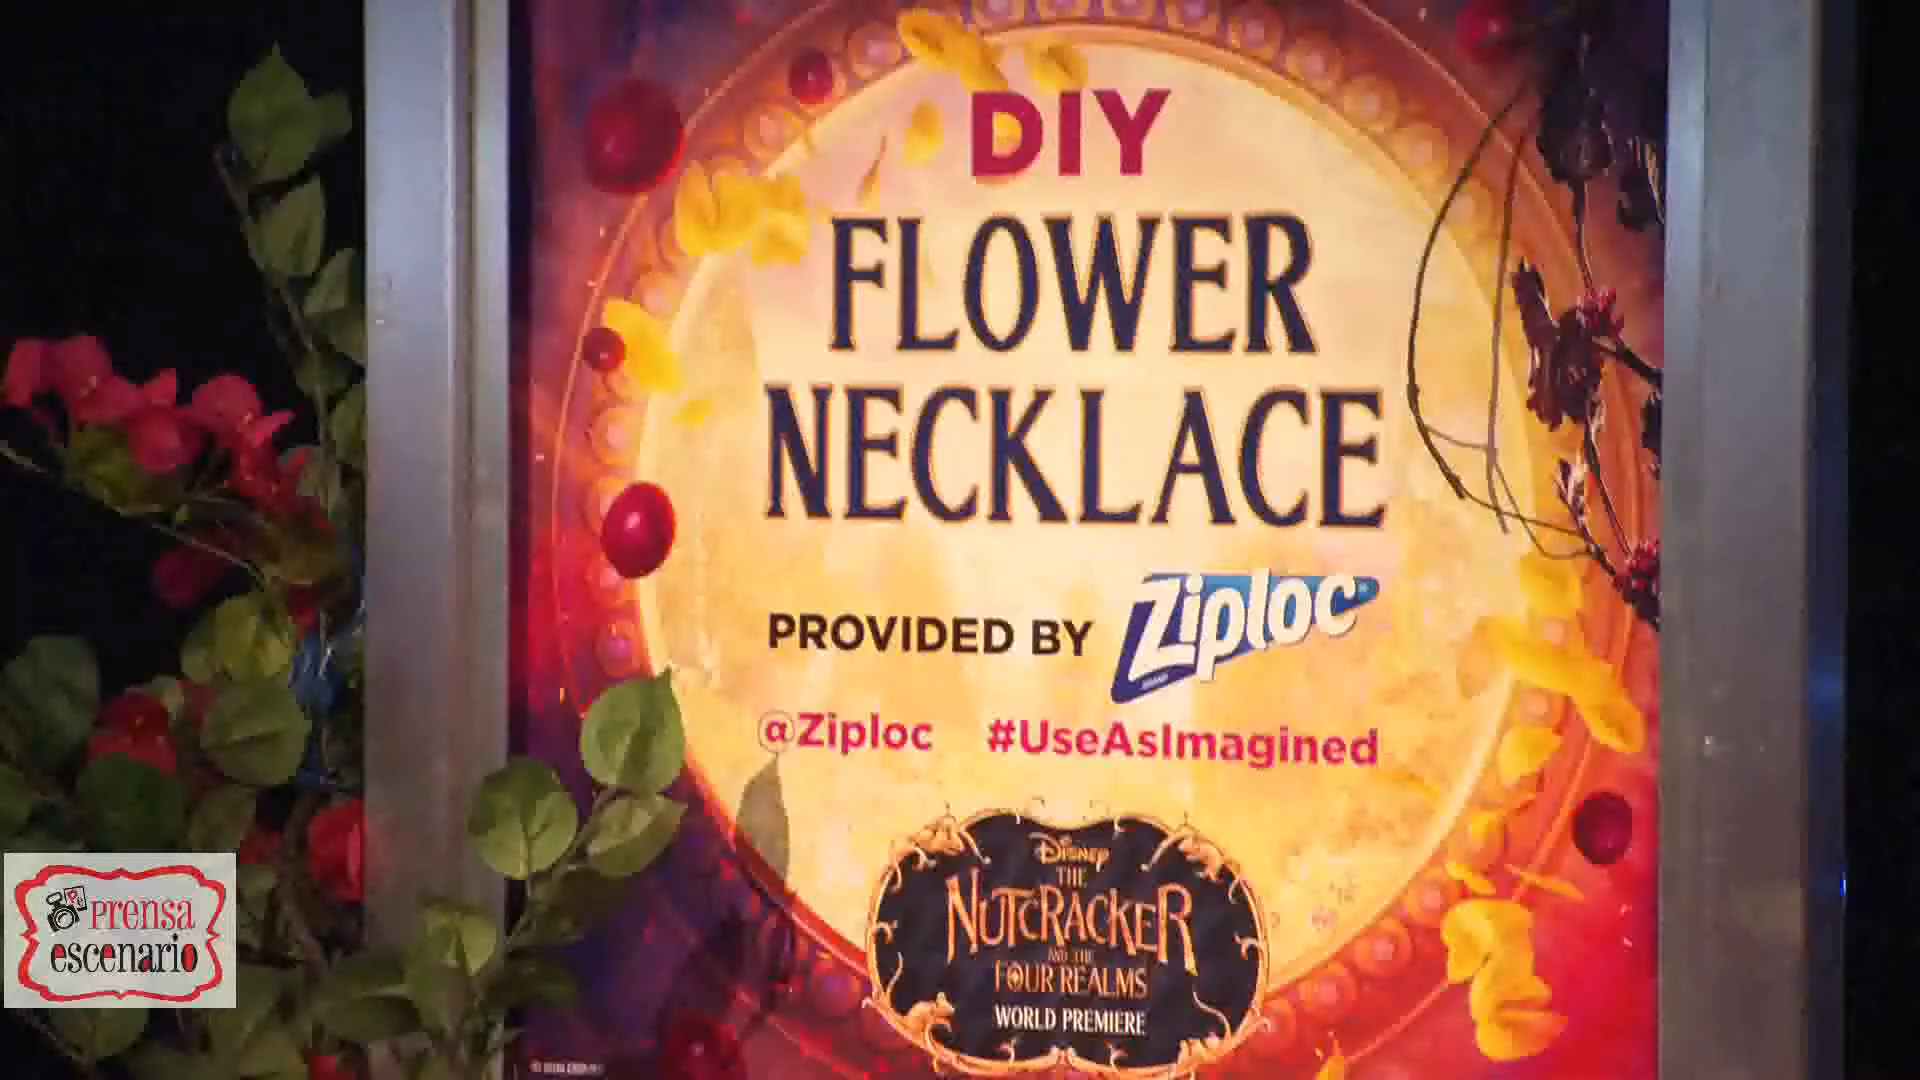 DIY
FLOWER
NECKLACE
PROVIDED BY Ziploc
@Ziploc #UseAsImagined
Disney
THE
NUTCRACKER
AND THE
FOUR REALMS
WORLD PREMIERE
Prensa
escenario